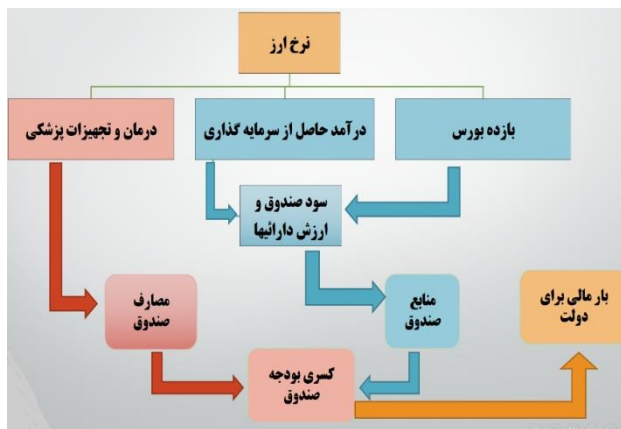 نرخ ارز
بازده بورس
درآمد حاصل از سرمایه گذاری
درمان و تجهیزات پزشکی
سود صندوق و
ارزش دارائیها
بار مالی برای
دولت
منابع
صندوق
مصارف
صندوق
کسری بودجه
صندوق